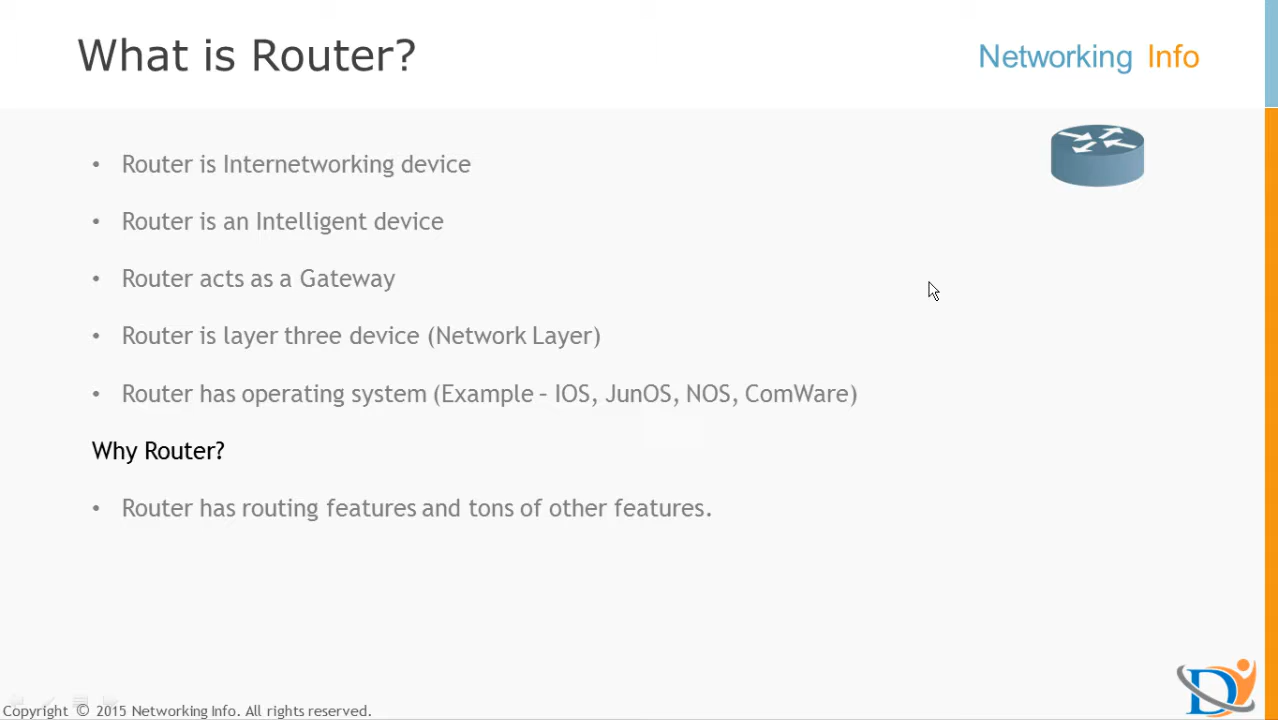 What is Router?
Networking Info
• Router is Internetworking device
• Router is an Intelligent device
• Router acts as a Gateway
• Router is layer three device (Network Layer)
• Router has operating system (Example – IOS, JunOS, NOS, ComWare)
Why Router?
• Router has routing features and tons of other features.
D
Copyright © 2015 Networking Info. All rights reserved.